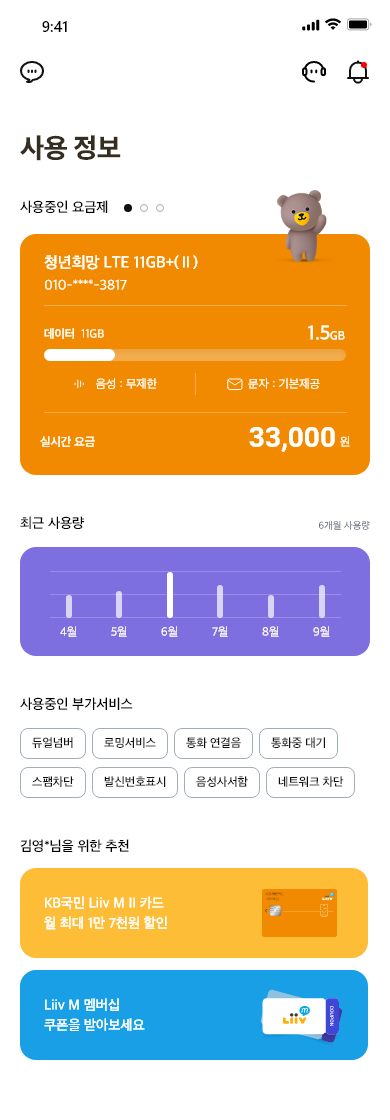 9:41
사용 정보
사용중인 요금제
청년희망 LTE 11GB+(Ⅱ)
010-****-3817
데이터 11GB
1.5GB
음성 : 무제한
문자 : 기본제공
실시간 요금
33,000 원
최근 사용량
6개월 사용량
4월 5월 6월 7월 8월 9월
사용중인 부가서비스
듀얼넘버
로밍서비스
통화 연결음
통화중 대기
스팸차단
발신번호표시
음성사서함
네트워크 차단
김영*님을 위한 추천
KB국민 Liiv M II 카드
월 최대 1만 7천원 할인
Liiv
Liiv M 멤버십
쿠폰을 받아보세요
Liiv
m
COUPON